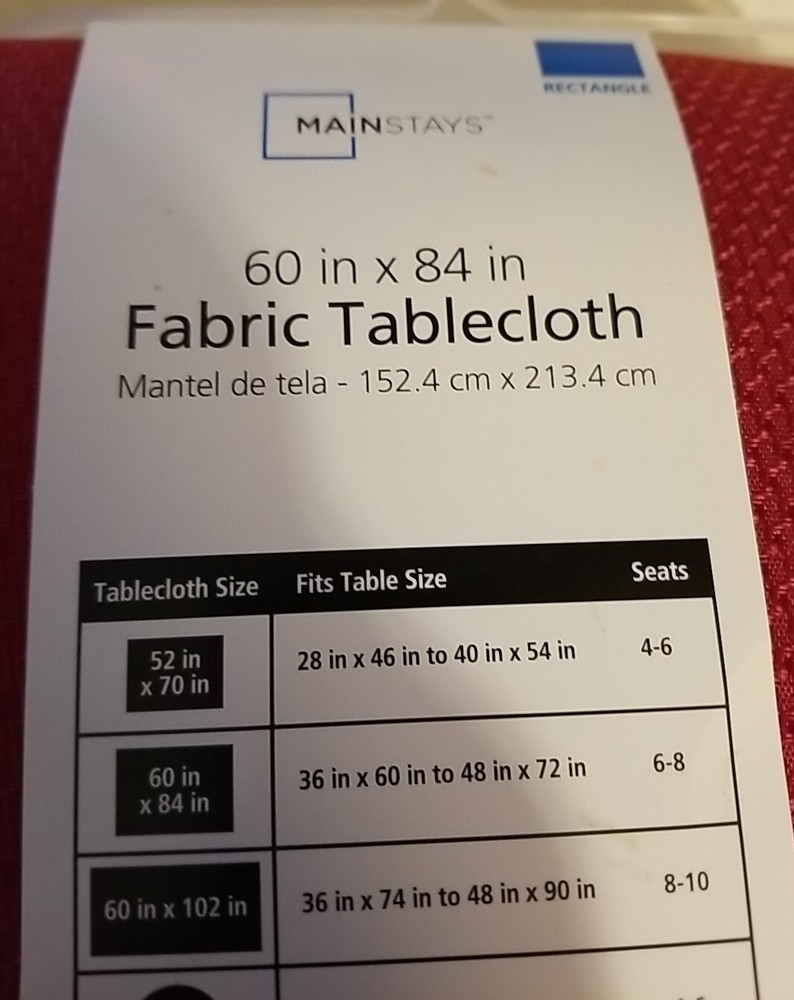 RECTANGLE
MAINSTAYS™
60 in x 84 in
Fabric Tablecloth
Mantel de tela - 152.4 cm x 213.4 cm
Tablecloth Size Fits Table Size Seats
52 in
x 70 in
28 in x 46 in to 40 in x 54 in 4-6
60 in
x 84 in
36 in x 60 in to 48 in x 72 in 6-8
60 in x 102 in 36 in x 74 in to 48 in x 90 in 8-10